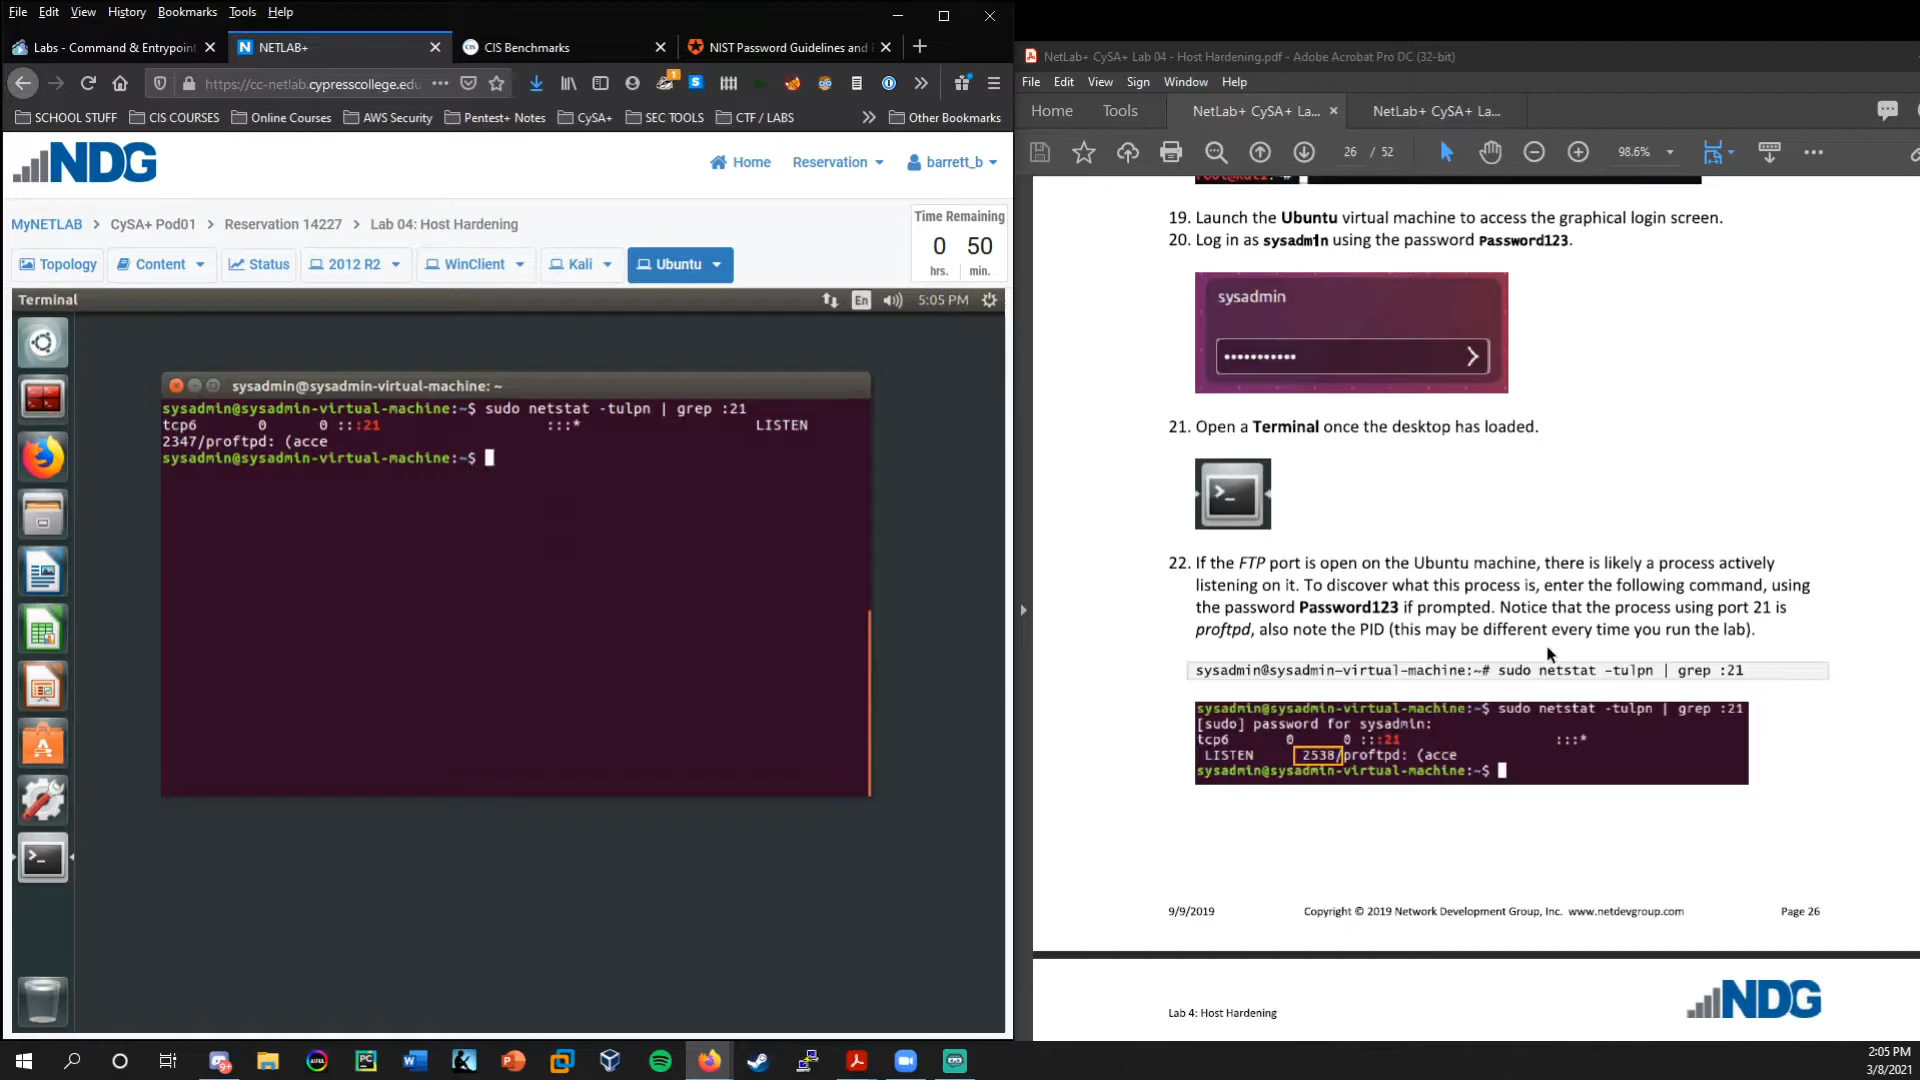 File Edit View History Bookmarks Tools Help
Labs - Command & Entrypoint
NETLAB+
CIS Benchmarks
NIST Password Guidelines and
https://cc-netlab.cypresscollege.edu
SCHOOL STUFF CIS COURSES Online Courses AWS Security Pentest+ Notes CySA+ SEC TOOLS CTF / LABS Other Bookmarks
NDG
Home Reservation barrett_b
MyNETLAB > CySA+ Pod01 > Reservation 14227 > Lab 04: Host Hardening
Time Remaining
0 50
hrs. min.
Topology Content Status 2012 R2 WinClient Kali Ubuntu
Terminal
En 5:05 PM
sysadmin@sysadmin-virtual-machine: ~
sysadmin@sysadmin-virtual-machine:~$ sudo netstat -tulpn | grep :21
tcp6 0 0 :::21 :::* LISTEN
2347/proftpd: (acce
sysadmin@sysadmin-virtual-machine:~$
NetLab+ CySA+ Lab 04 - Host Hardening.pdf - Adobe Acrobat Pro DC (32-bit)
File Edit View Sign Window Help
Home Tools NetLab+ CySA+ La... NetLab+ CySA+ La...
26 / 52 98.6%
19. Launch the Ubuntu virtual machine to access the graphical login screen.
20. Log in as sysadmin using the password Password123.
sysadmin
21. Open a Terminal once the desktop has loaded.
22. If the FTP port is open on the Ubuntu machine, there is likely a process actively
listening on it. To discover what this process is, enter the following command, using
the password Password123 if prompted. Notice that the process using port 21 is
proftpd, also note the PID (this may be different every time you run the lab).
sysadmin@sysadmin-virtual-machine:~# sudo netstat -tulpn | grep :21
sysadmin@sysadmin-virtual-machine:~$ sudo netstat -tulpn | grep :21
[sudo] password for sysadmin:
tcp6 0 0 :::21 :::*
LISTEN 2538/proftpd: (acce
sysadmin@sysadmin-virtual-machine:~$
9/9/2019 Copyright © 2019 Network Development Group, Inc. www.netdevgroup.com Page 26
Lab 4: Host Hardening
NDG
2:05 PM
3/8/2021